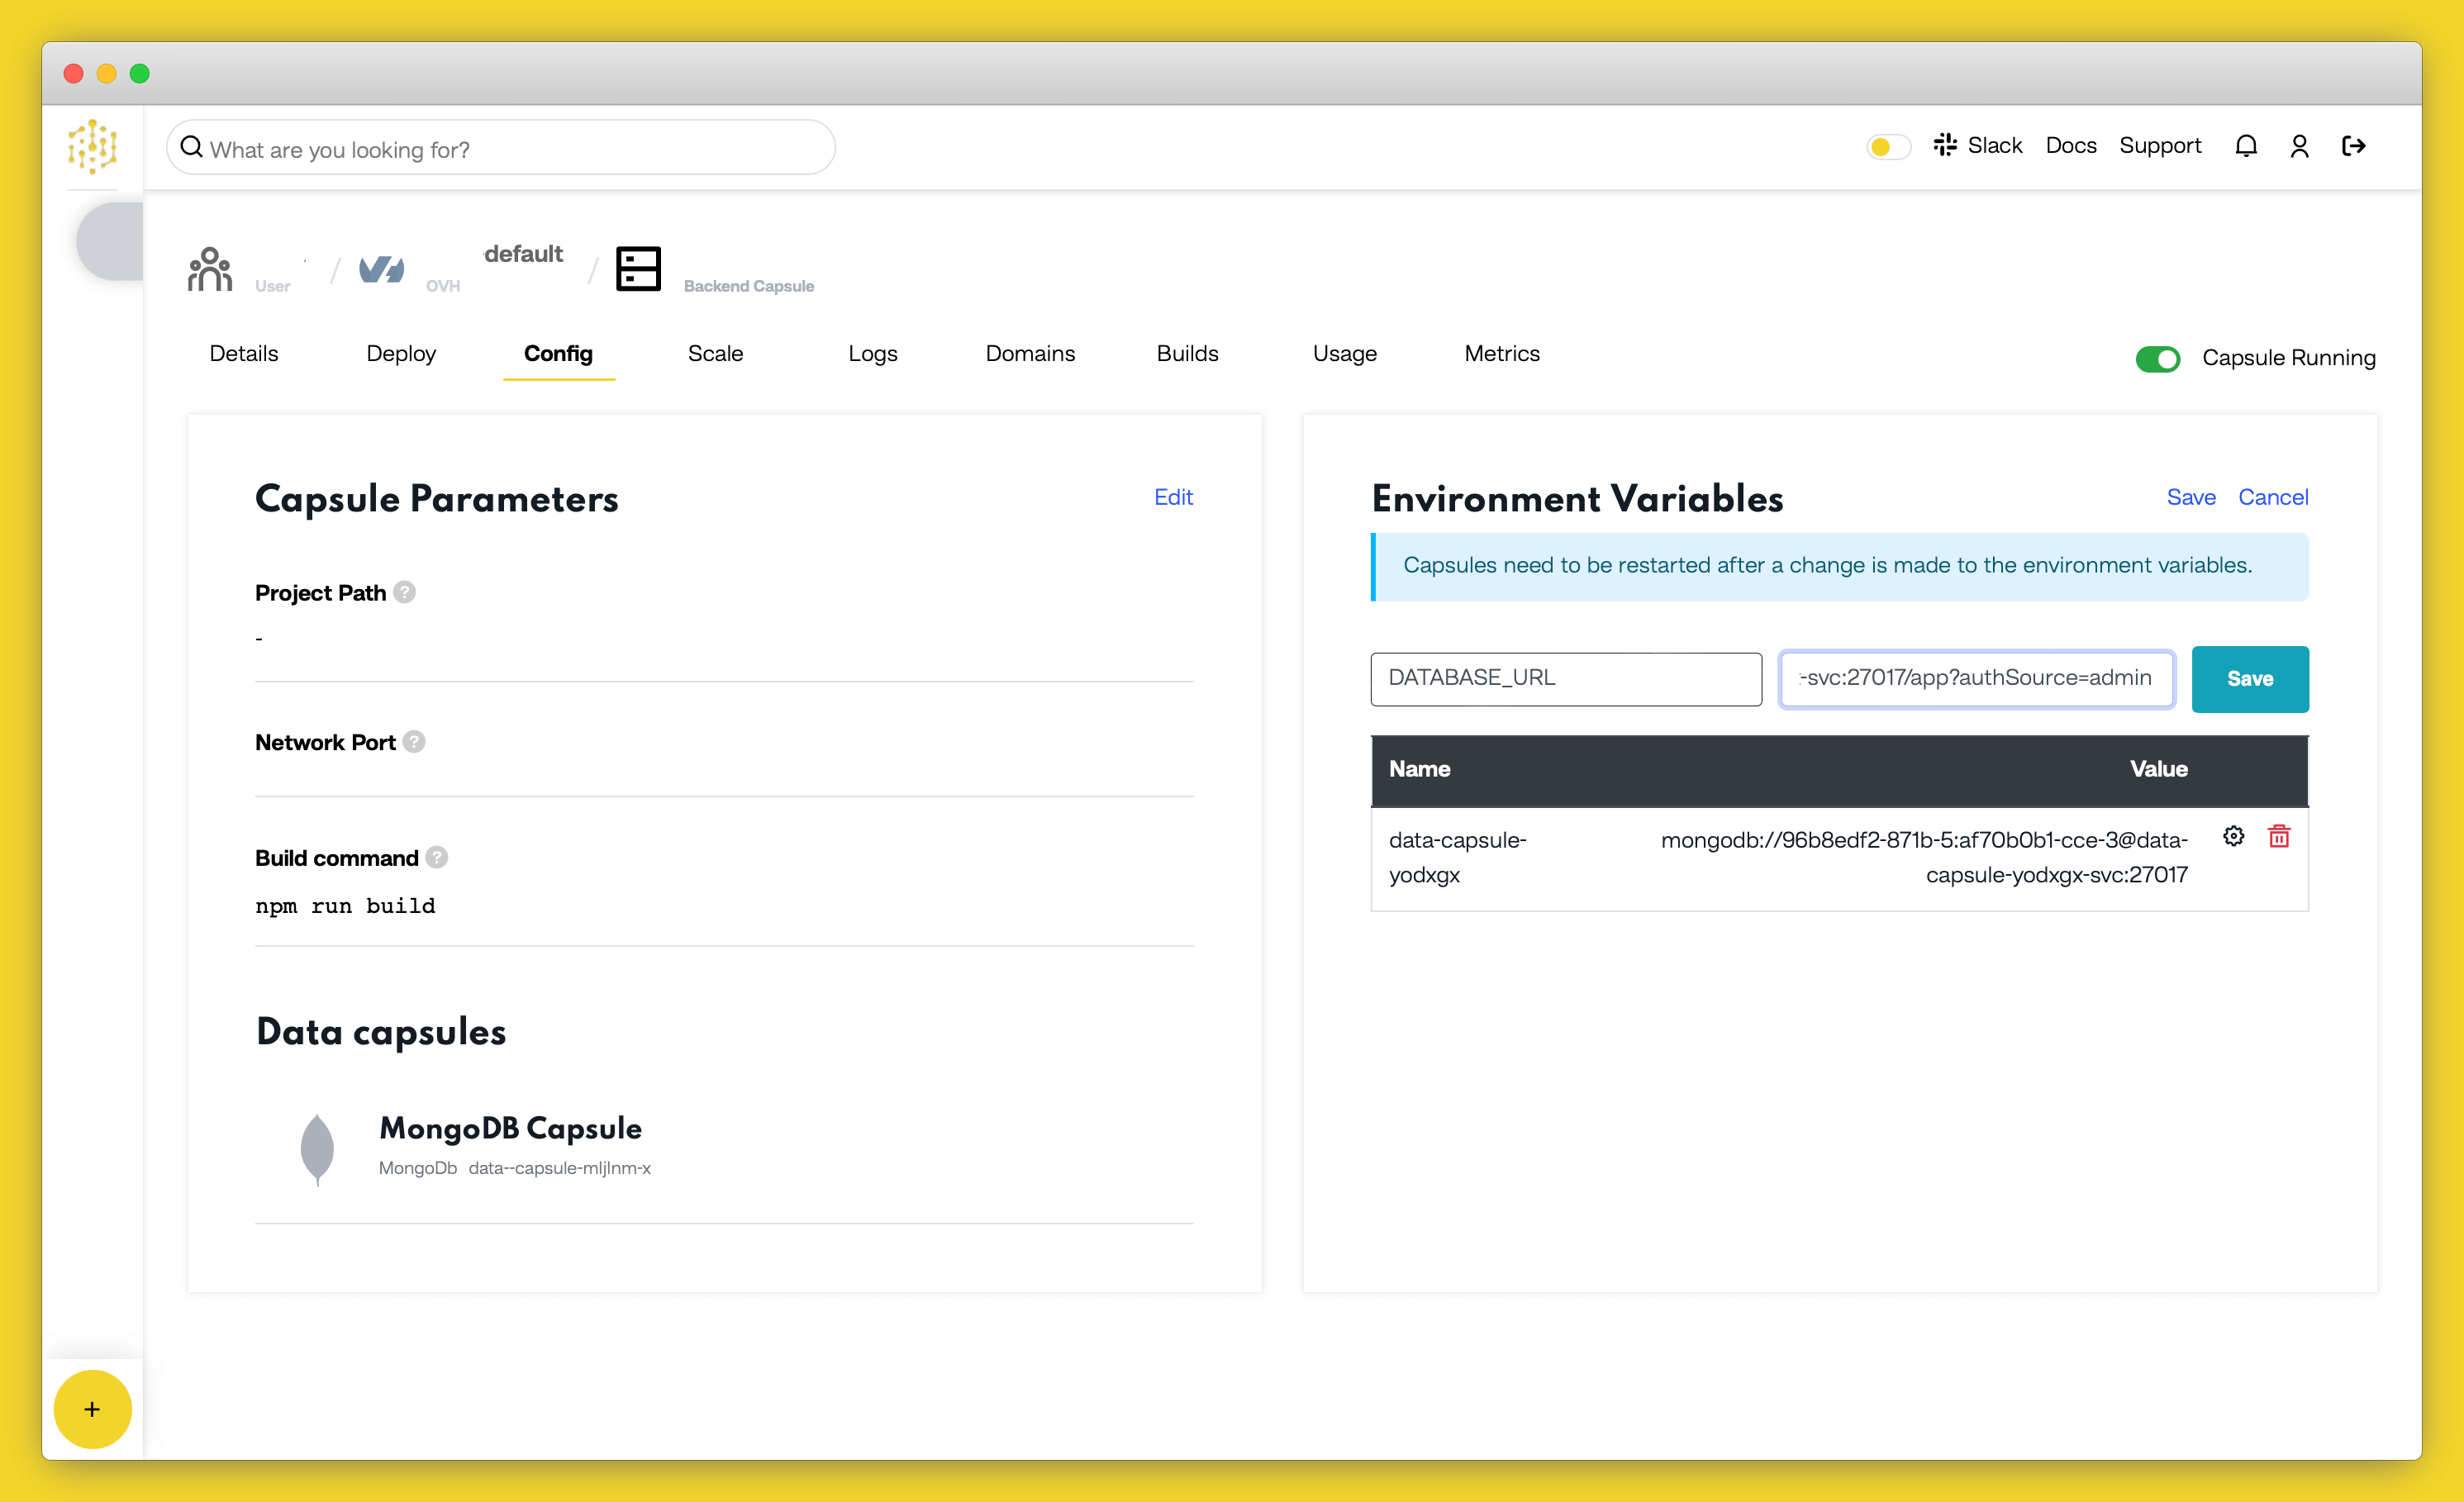 What are you looking for?
Slack Docs Support
User
OVH
default
Backend Capsule
Details Deploy Config Scale Logs Domains Builds Usage Metrics
Capsule Running
Capsule Parameters
Edit
Project Path ?
-
Network Port ?
Build command ?
npm run build
Data capsules
MongoDB Capsule
MongoDb data--capsule-mljlnm-x
Environment Variables
Save Cancel
Capsules need to be restarted after a change is made to the environment variables.
DATABASE_URL
-svc:27017/app?authSource=admin
Save
Name Value
data-capsule-
yodxgx
mongodb://96b8edf2-871b-5:af70b0b1-cce-3@data-
capsule-yodxgx-svc:27017
+